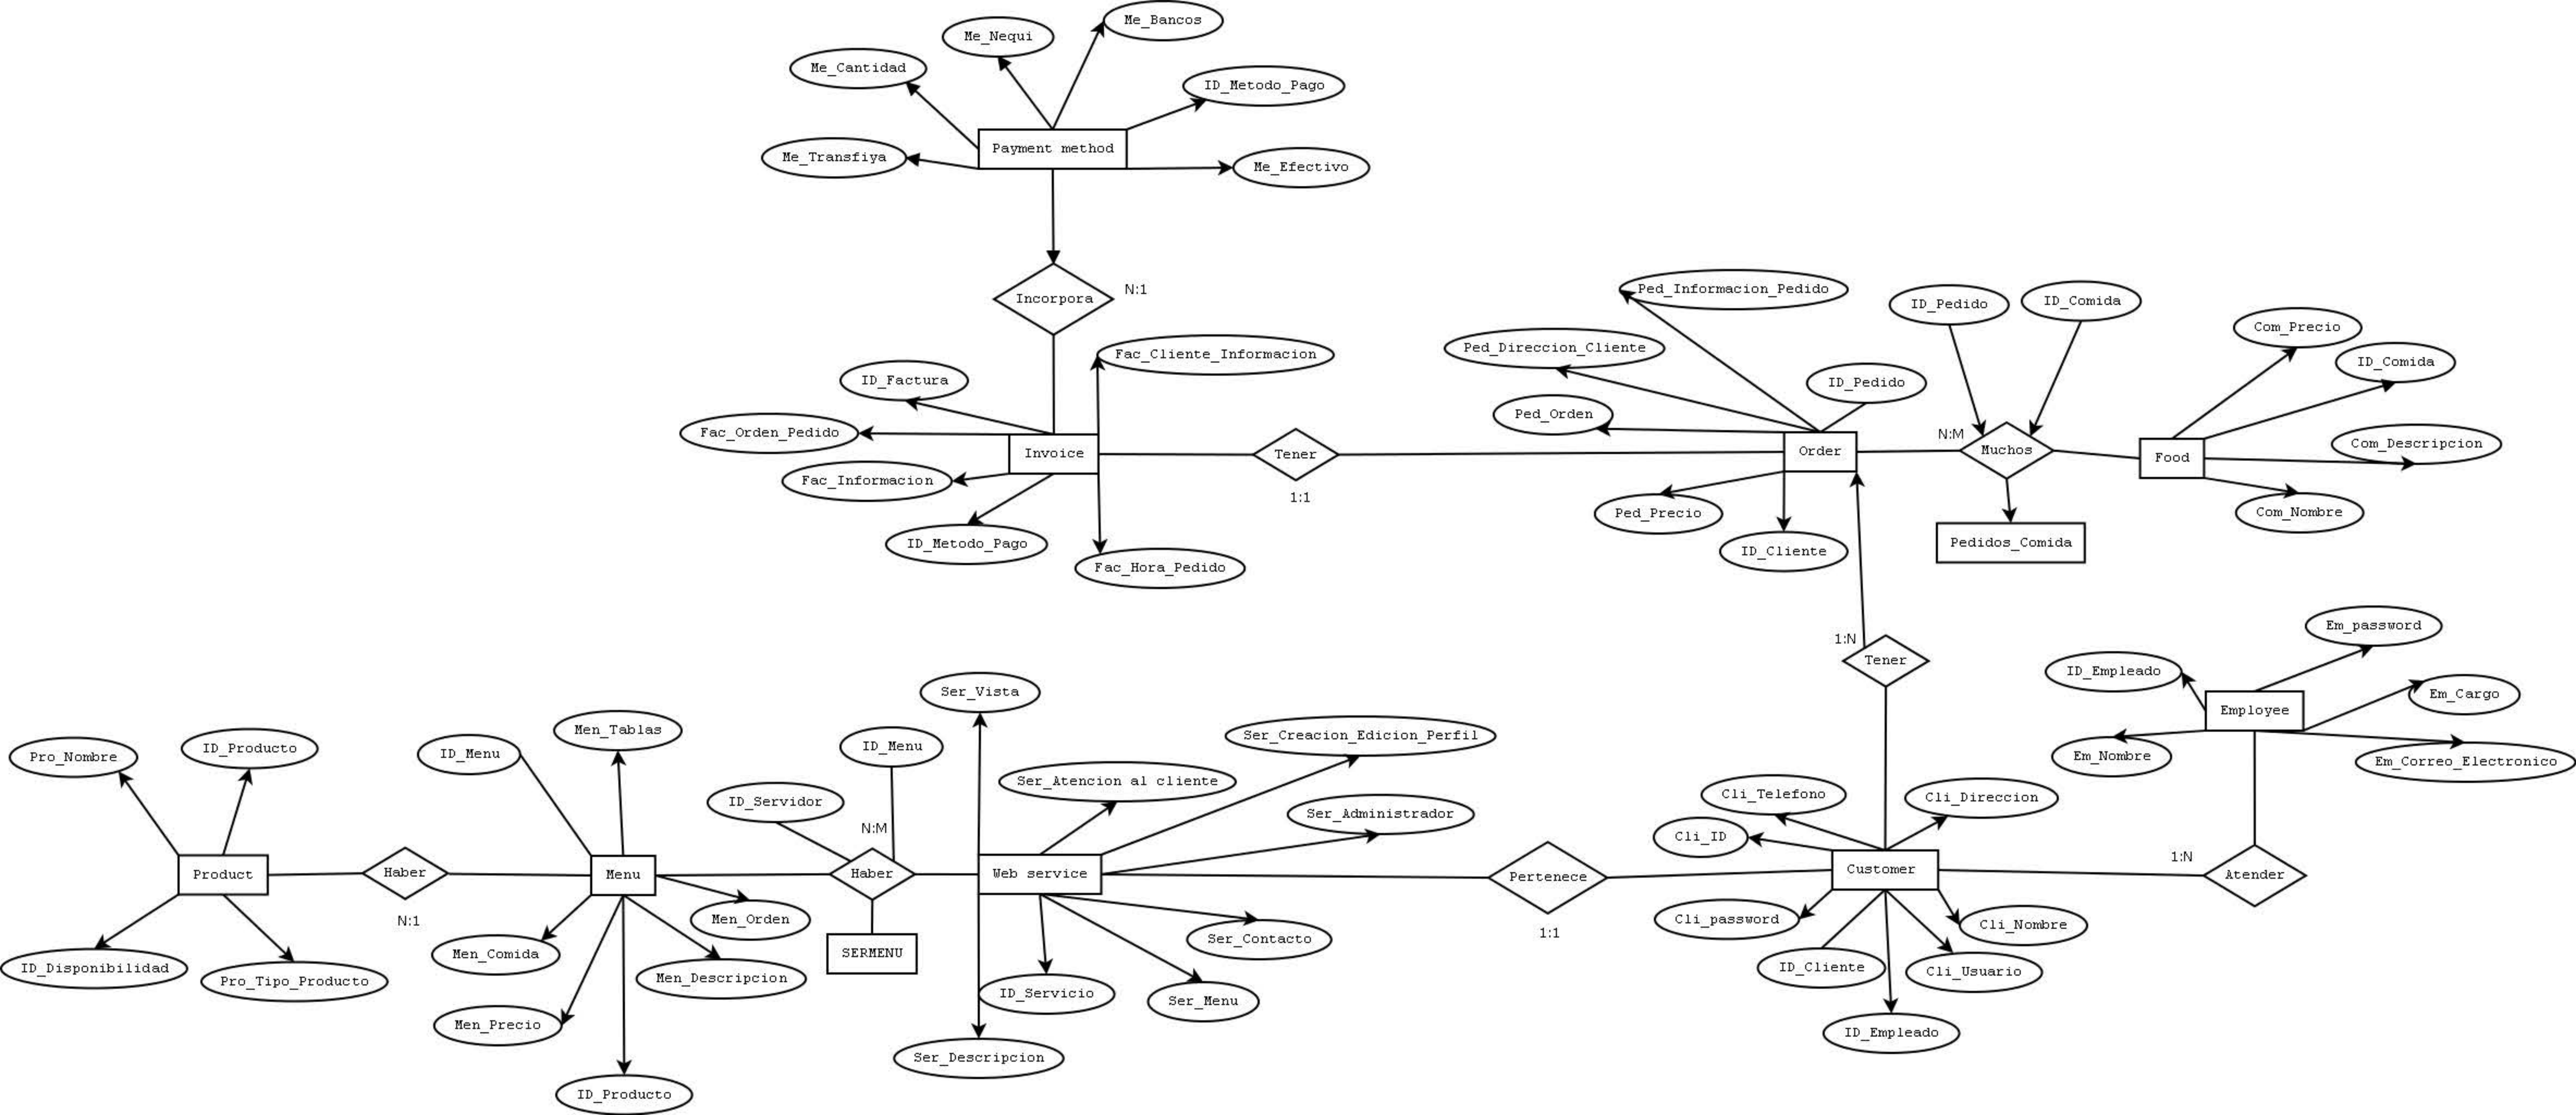 Me_Bancos
Me_Nequi
Me_Cantidad
ID_Metodo_Pago
Payment method
Me_Transfiya
Me_Efectivo
Incorpora
N:1
Ped_Informacion_Pedido
ID_Pedido
ID_Comida
Com_Precio
Fac_Cliente_Informacion
Ped_Direccion_Cliente
ID_Comida
ID_Factura
ID_Pedido
Ped_Orden
Fac_Orden_Pedido
N:M
Com_Descripcion
Invoice
Tener
Order
Muchos
Food
Fac_Informacion
1:1
Ped_Precio
Com_Nombre
ID_Metodo_Pago
ID_Cliente
Pedidos_Comida
Fac_Hora_Pedido
Em_password
1:N
Tener
ID_Empleado
Ser_Vista
Em_Cargo
Employee
Men_Tablas
Ser_Creacion_Edicion_Perfil
Pro_Nombre
ID_Producto
ID_Menu
ID_Menu
Em_Nombre
Em_Correo_Electronico
Ser_Atencion al cliente
Cli_Telefono
Cli_Direccion
ID_Servidor
Ser_Administrador
N:M
Cli_ID
1:N
Product
Haber
Menu
Haber
Web service
Pertenece
Customer
Atender
N:1
Men_Orden
Cli_password
Cli_Nombre
1:1
Ser_Contacto
Men_Comida
SERMENU
ID_Disponibilidad
Pro_Tipo_Producto
Men_Descripcion
ID_Cliente
Cli_Usuario
ID_Servicio
Ser_Menu
Men_Precio
ID_Empleado
Ser_Descripcion
ID_Producto